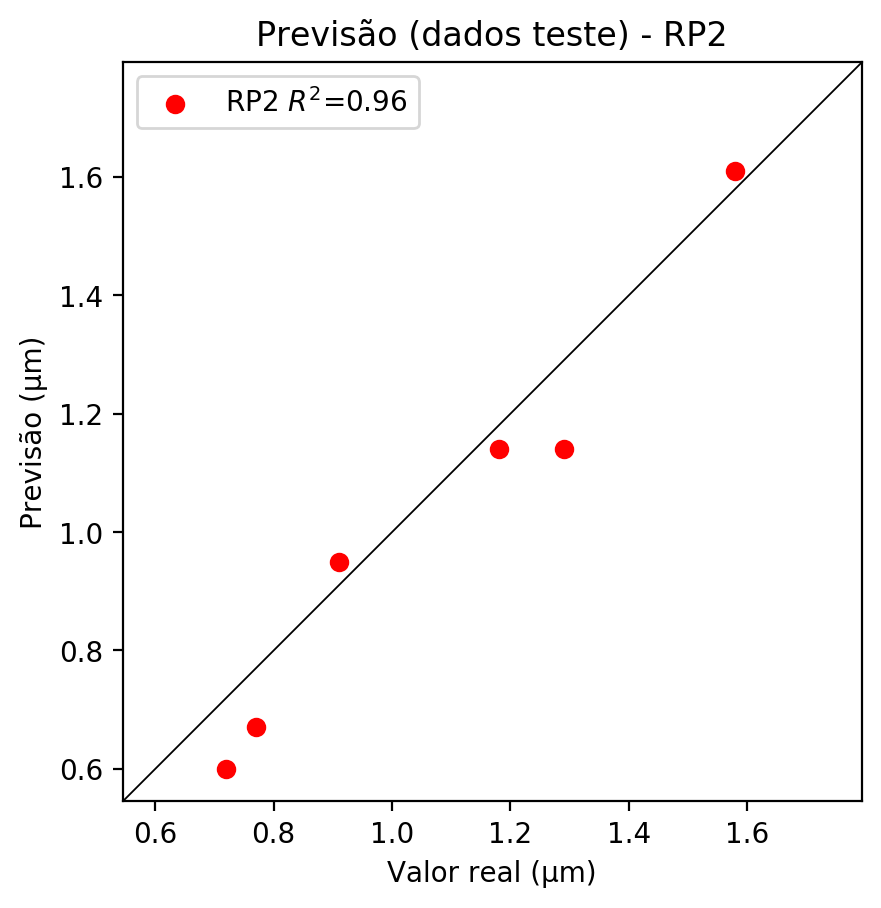 Previsão (dados teste) - RP2
RP2 R²=0.96
Previsão (µm)
1.6
1.4
1.2
1.0
0.8
0.6
0.6 0.8 1.0 1.2 1.4 1.6
Valor real (µm)